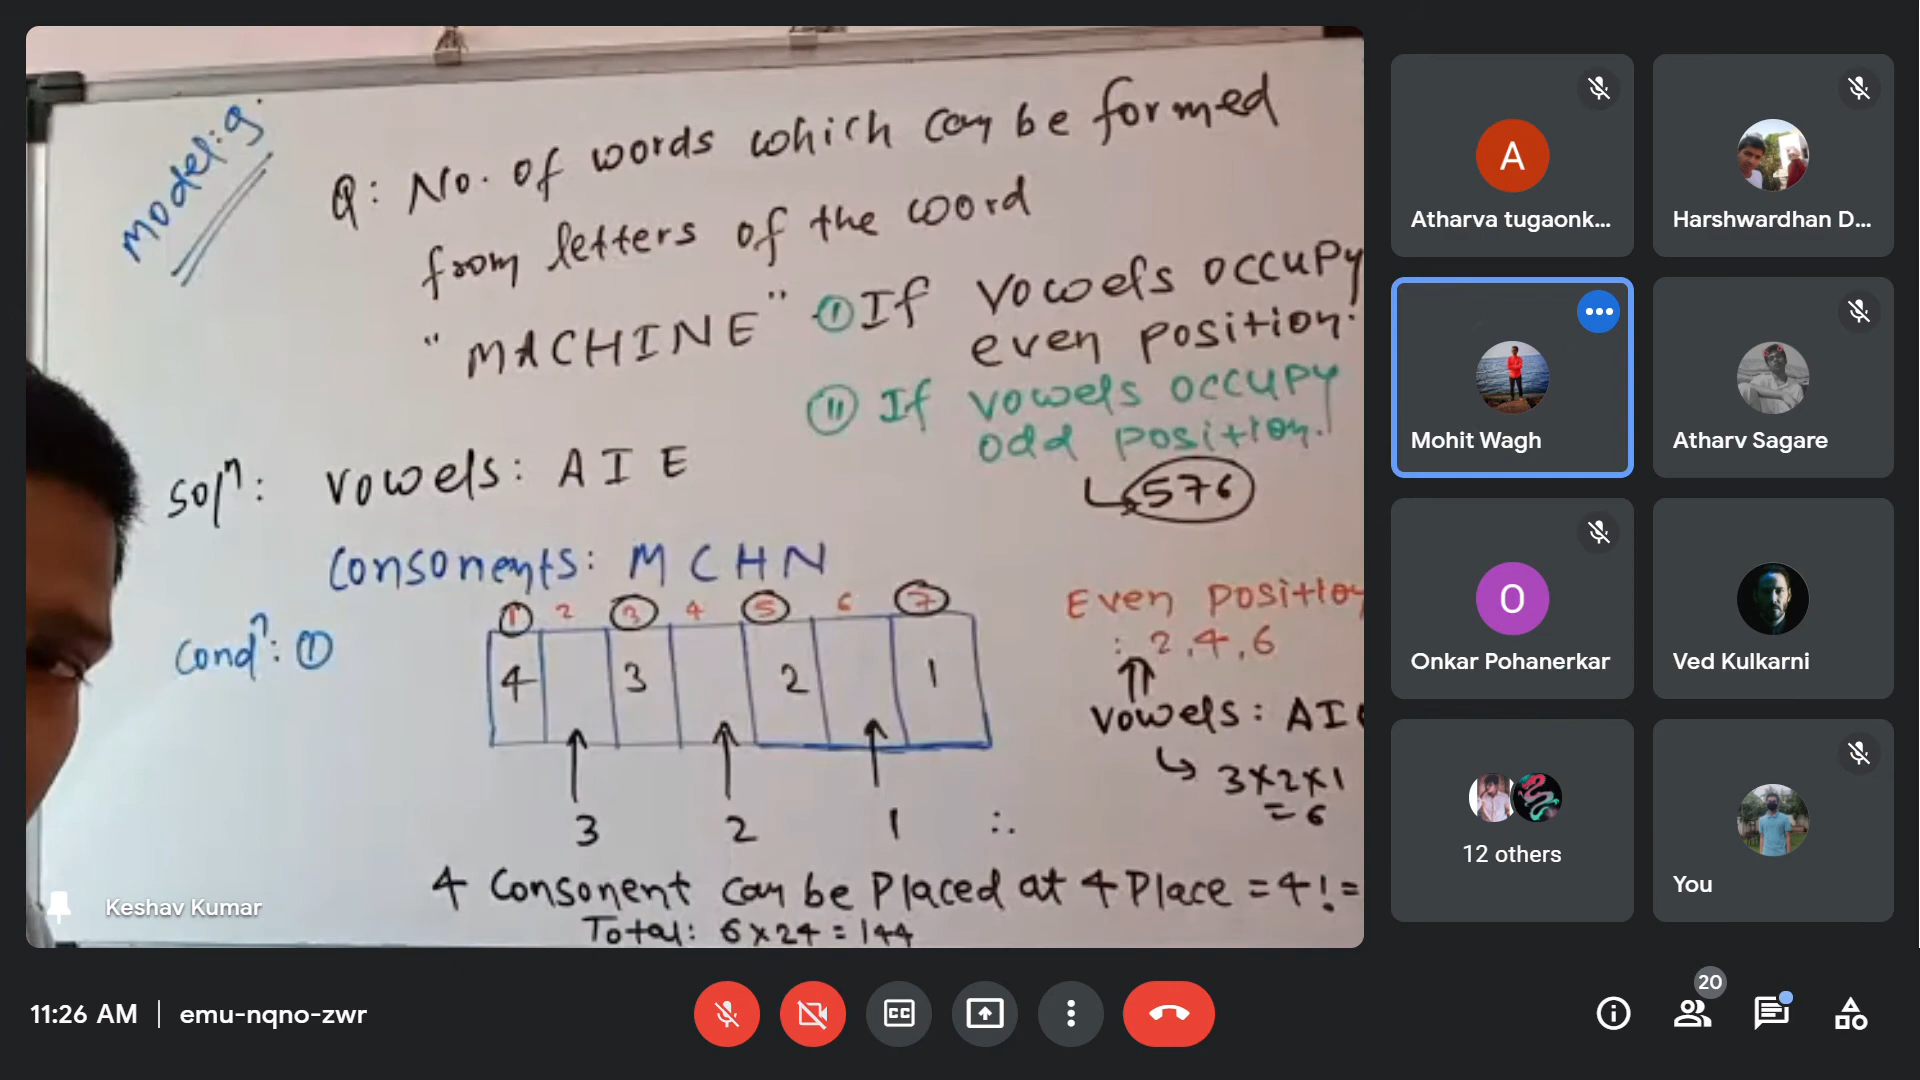 Model: 9
Q: No. of words which can be formed
from letters of the word
"MACHINE"
① If vowels occupy
even position.
② If vowels occupy
odd position.
↳ 576
Solⁿ: vowels: A I E
Consonents: M C H N
Condⁿ: ①
1 2 3 4 5 6 7
4 3 2 1
3 2 1 ∴
Even position
: 2, 4, 6
vowels: AI
↳ 3×2×1
= 6
4 Consonent can be Placed at 4 Place = 4! =
Total: 6×24 = 144
Keshav Kumar
A
Atharva tugaonk...
Harshwardhan D...
Mohit Wagh
Atharv Sagare
O
Onkar Pohanerkar
Ved Kulkarni
12 others
You
11:26 AM | emu-nqno-zwr
CC
20